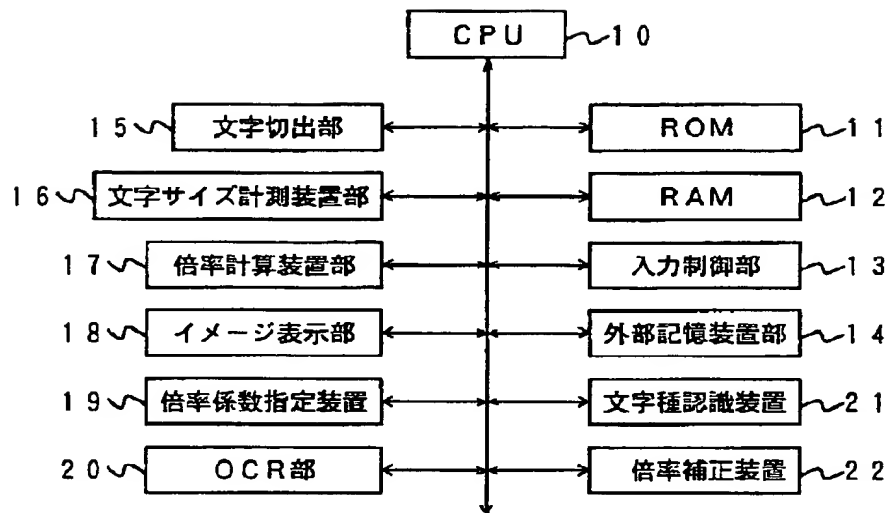 CPU 10
15 文字切出部 ROM 11
16 文字サイズ計測装置部 RAM 12
17 倍率計算装置部 入力制御部 13
18 イメージ表示部 外部記憶装置部 14
19 倍率係数指定装置 文字種認識装置 21
20 OCR部 倍率補正装置 22